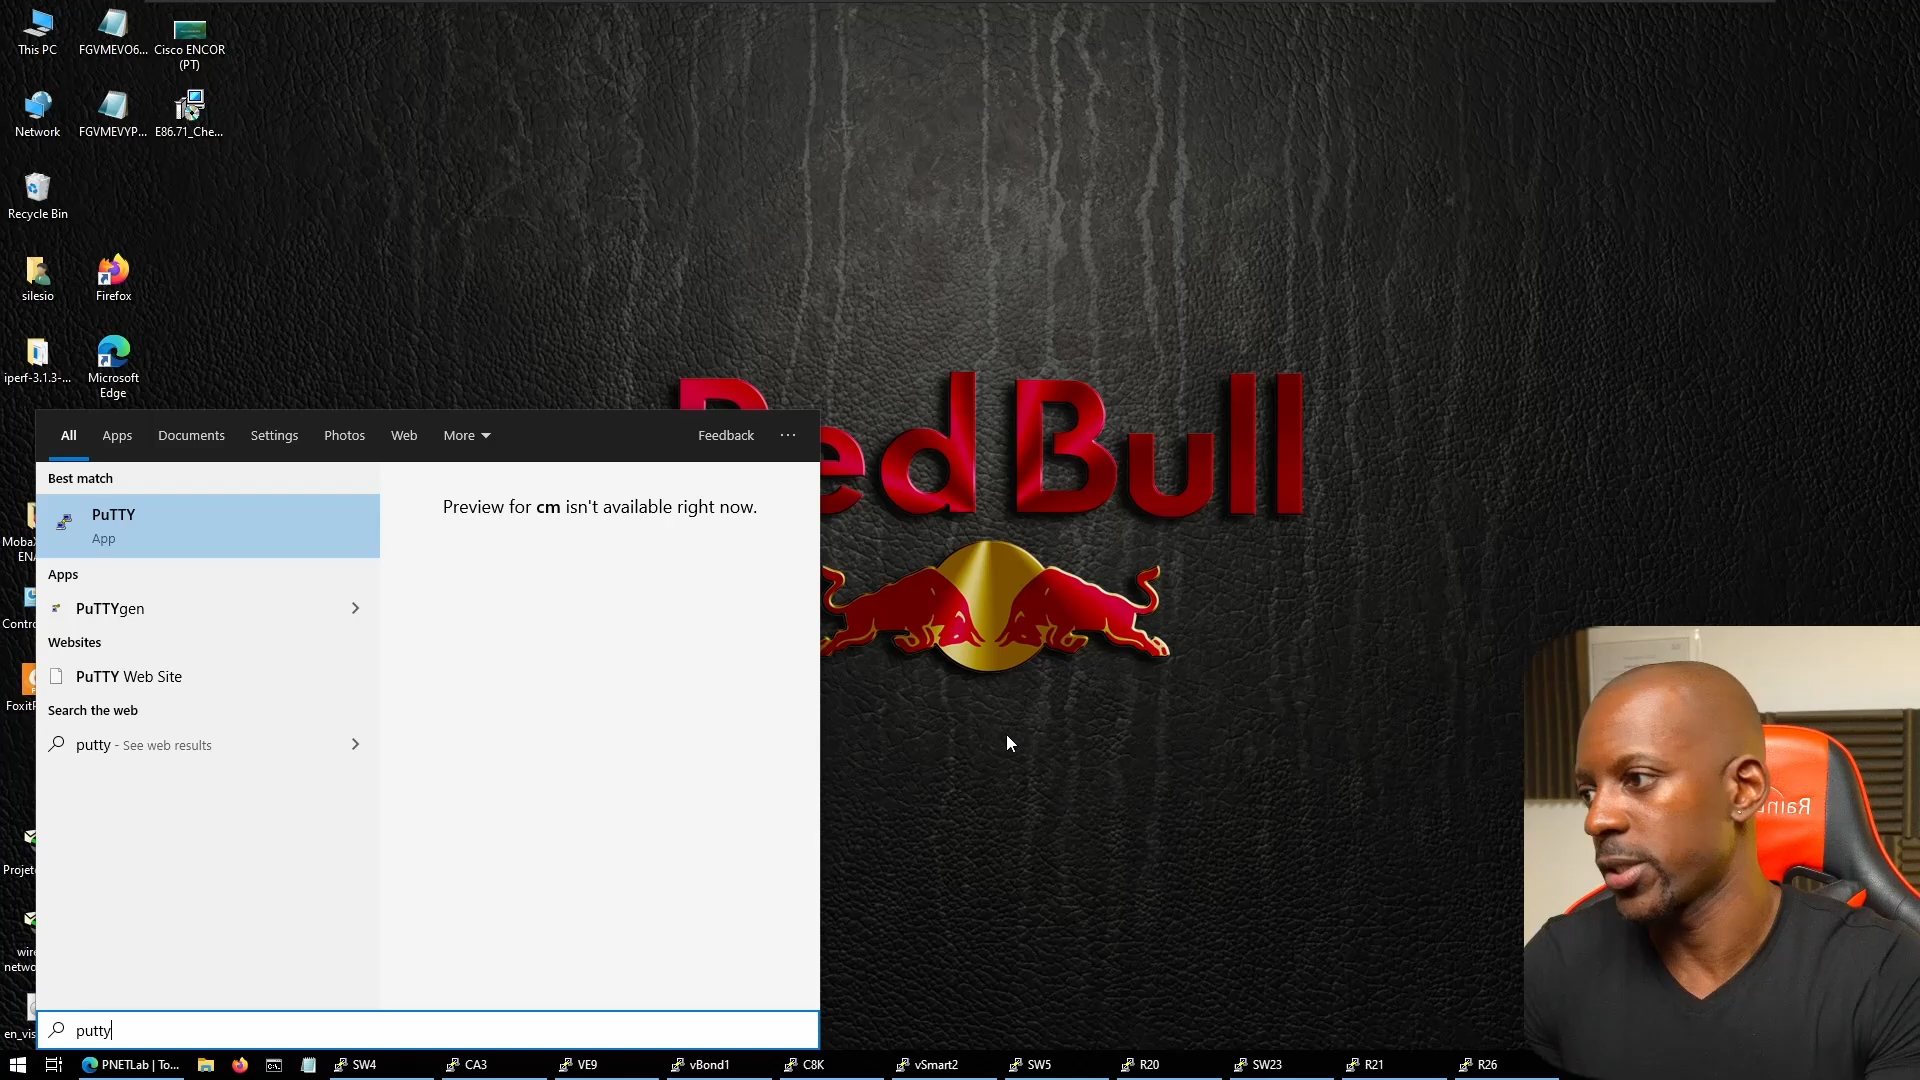 This PC
FGVMEVO6...
Cisco ENCOR
(PT)
Network
FGVMEVYP...
E86.71_Che...
Recycle Bin
silesio
Firefox
iperf-3.1.3-...
Microsoft
Edge
Red Bull
All
Apps
Documents
Settings
Photos
Web
More
Feedback
...
Best match
PuTTY
App
Preview for cm isn't available right now.
Apps
PuTTYgen
Websites
PuTTY Web Site
Search the web
putty - See web results
putty
PNETLab | To...
SW4
CA3
VE9
vBond1
C8K
vSmart2
SW5
R20
SW23
R21
R26